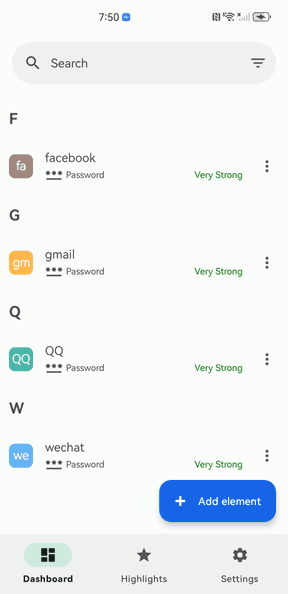 7:50
Search
F
fa
facebook
*** Password
Very Strong
G
gm
gmail
*** Password
Very Strong
Q
QQ
QQ
*** Password
Very Strong
W
we
wechat
*** Password
Very Strong
+ Add element
Dashboard
Highlights
Settings